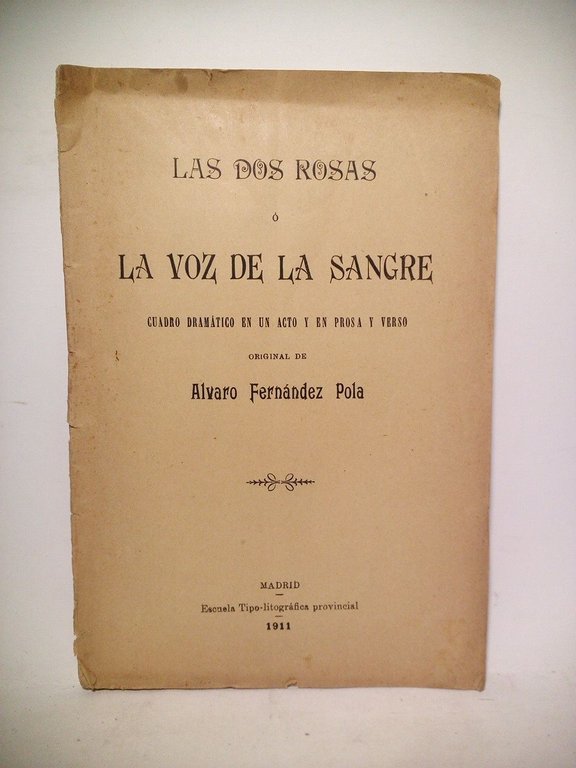 LAS DOS ROSAS
ó
LA VOZ DE LA SANGRE
CUADRO DRAMÁTICO EN UN ACTO Y EN PROSA Y VERSO
ORIGINAL DE
Alvaro Fernández Pola
MADRID
Escuela Tipo-litográfica provincial
1911